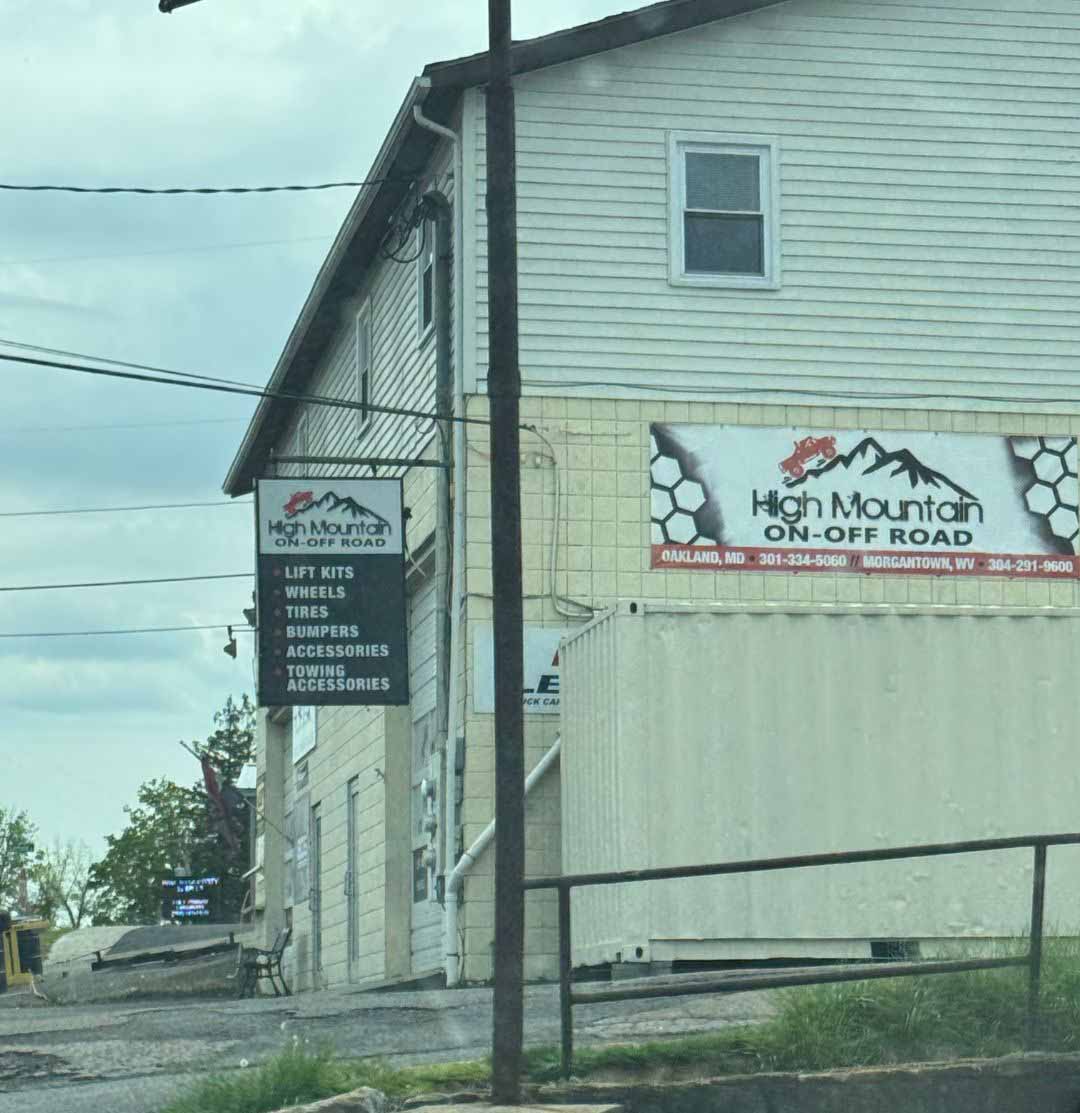 High Mountain
ON-OFF ROAD
LIFT KITS
WHEELS
TIRES
BUMPERS
ACCESSORIES
TOWING
ACCESSORIES
High Mountain
ON-OFF ROAD
OAKLAND, MD • 301-334-5060 // MORGANTOWN, WV • 304-291-9600
LE